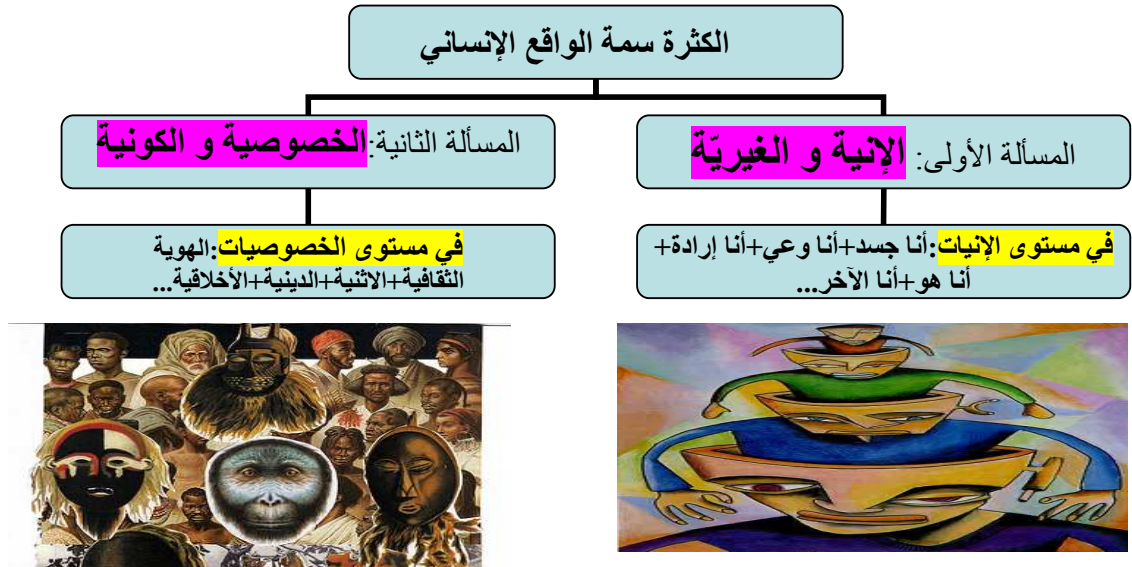 الكثرة سمة الواقع الإنساني
المسألة الأولى: الإنية و الغيريّة
المسألة الثانية:الخصوصية و الكونية
في مستوى الإنيات:أنا جسد+أنا وعي+أنا إرادة+
أنا هو+أنا الآخر...
في مستوى الخصوصيات:الهوية
الثقافية+الاثنية+الدينية+الأخلاقية...